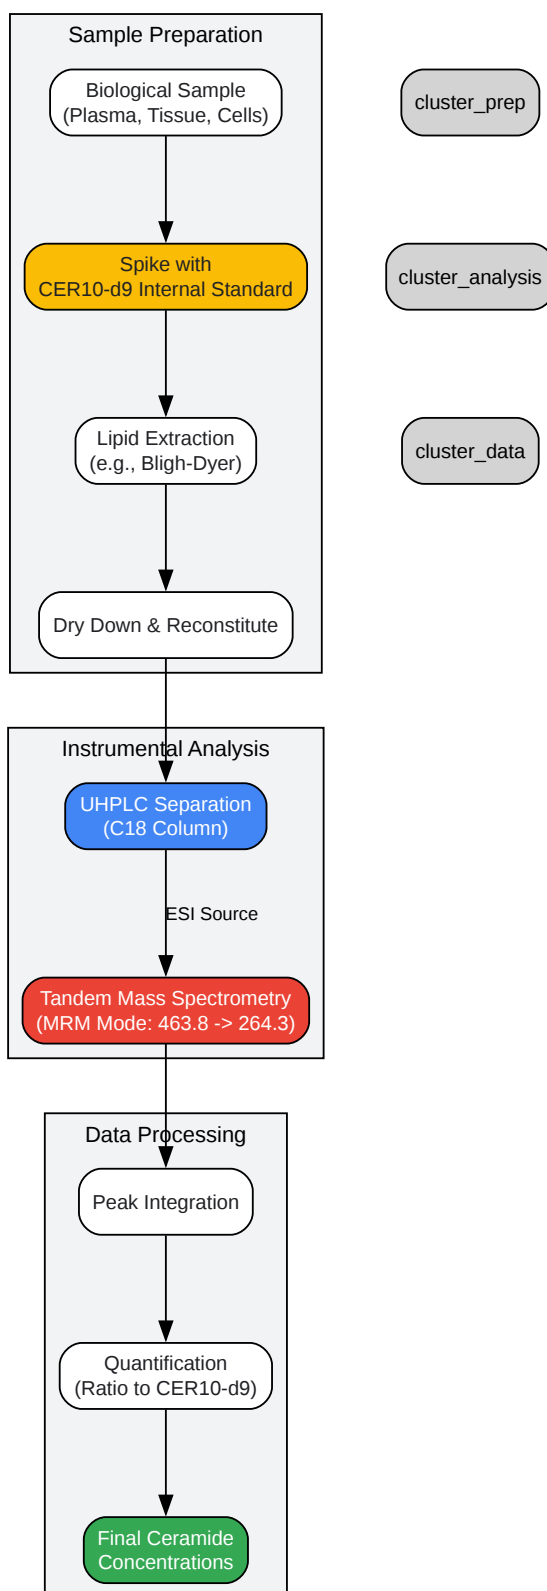 Sample Preparation
Biological Sample
(Plasma, Tissue, Cells)
cluster_prep
Spike with
CER10-d9 Internal Standard
cluster_analysis
Lipid Extraction
(e.g., Bligh-Dyer)
cluster_data
Dry Down & Reconstitute
Instrumental Analysis
UHPLC Separation
(C18 Column)
ESI Source
Tandem Mass Spectrometry
(MRM Mode: 463.8 -> 264.3)
Data Processing
Peak Integration
Quantification
(Ratio to CER10-d9)
Final Ceramide
Concentrations